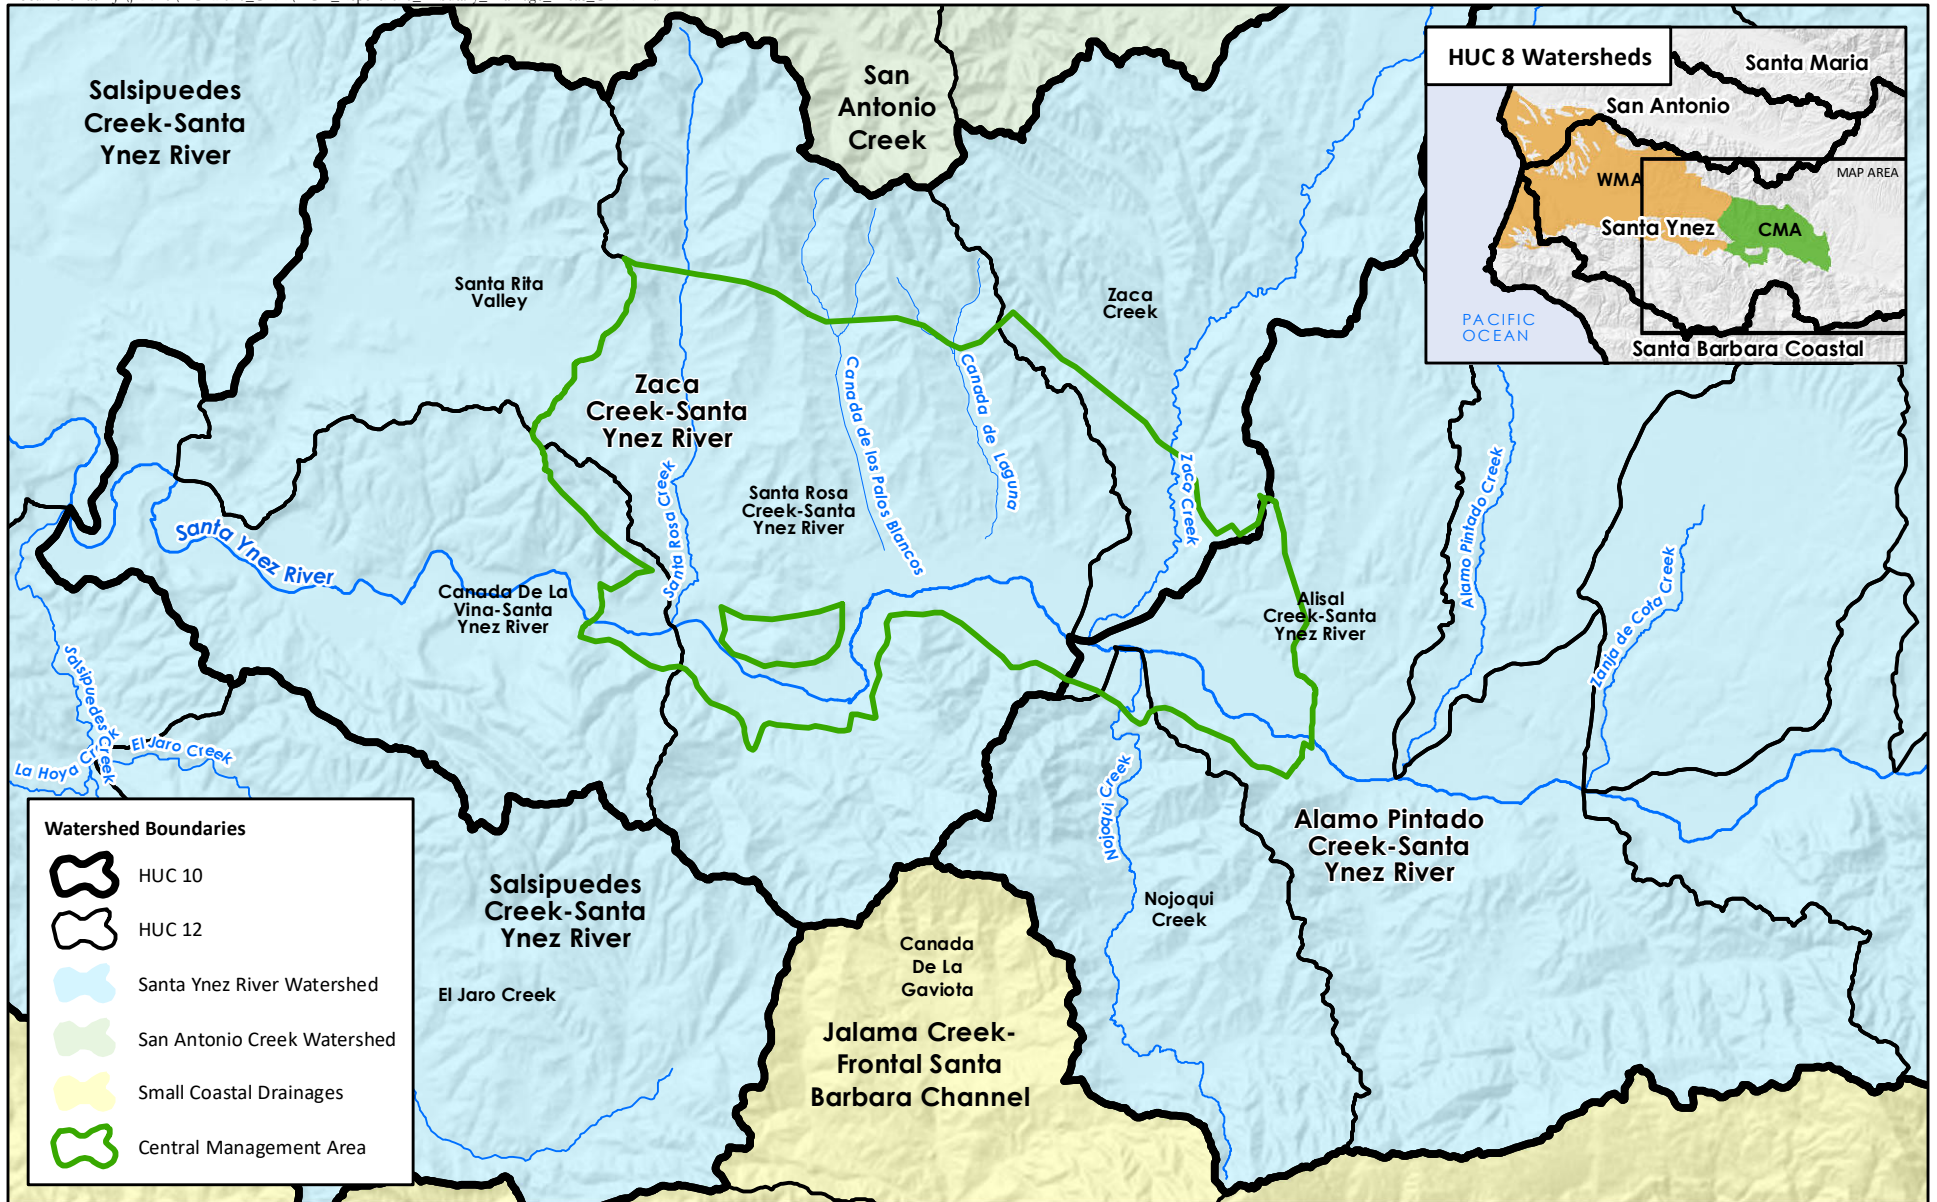 Salsipuedes
Creek-Santa
Ynez River
San
Antonio
Creek
HUC 8 Watersheds
Santa Maria
San Antonio
MAP AREA
WMA
Santa Ynez
CMA
PACIFIC
OCEAN
Santa Barbara Coastal
Santa Rita
Valley
Zaca
Creek
Zaca
Creek-Santa
Ynez River
Canada de los Palos Blancos
Canada de Laguna
Santa Rosa Creek
Santa Rosa
Creek-Santa
Ynez River
Zaca Creek
Alamo Pintado Creek
Zanja de Cota Creek
Santa Ynez River
Canada De La
Vina-Santa
Ynez River
Alisal
Creek-Santa
Ynez River
Salsipuedes Creek
La Hoya Creek
El Jaro Creek
Nojoqui Creek
Alamo Pintado
Creek-Santa
Ynez River
Salsipuedes
Creek-Santa
Ynez River
Nojoqui
Creek
El Jaro Creek
Canada
De La
Gaviota
Jalama Creek-
Frontal Santa
Barbara Channel
Watershed Boundaries
HUC 10
HUC 12
Santa Ynez River Watershed
San Antonio Creek Watershed
Small Coastal Drainages
Central Management Area